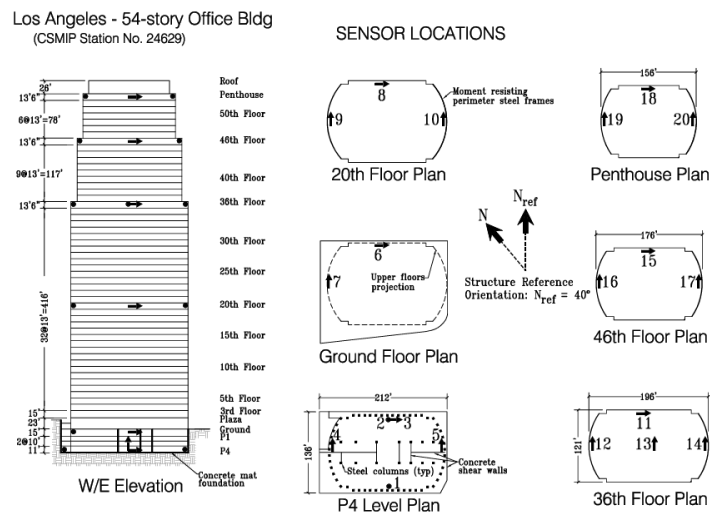 Los Angeles - 54-story Office Bldg
(CSMIP Station No. 24629)
SENSOR LOCATIONS
26'
13'6"
6@13'=78'
13'6"
9@13'=117'
13'6"
32@13'=416'
15'
23'
15'
2@10'
11'
Roof
Penthouse
50th Floor
46th Floor
40th Floor
36th Floor
30th Floor
25th Floor
20th Floor
15th Floor
10th Floor
5th Floor
3rd Floor
Plaza
Ground
P1
P4
Concrete mat
foundation
W/E Elevation
8
9
10
Moment resisting
perimeter steel frames
20th Floor Plan
156'
18
19
20
Penthouse Plan
6
7
Upper floors
projection
Ground Floor Plan
N
Nref
Structure Reference
Orientation: Nref = 40°
176'
15
16
17
46th Floor Plan
212'
136'
2
3
4
5
Steel columns (typ)
Concrete
shear walls
1
P4 Level Plan
196'
121'
11
12
13
14
36th Floor Plan